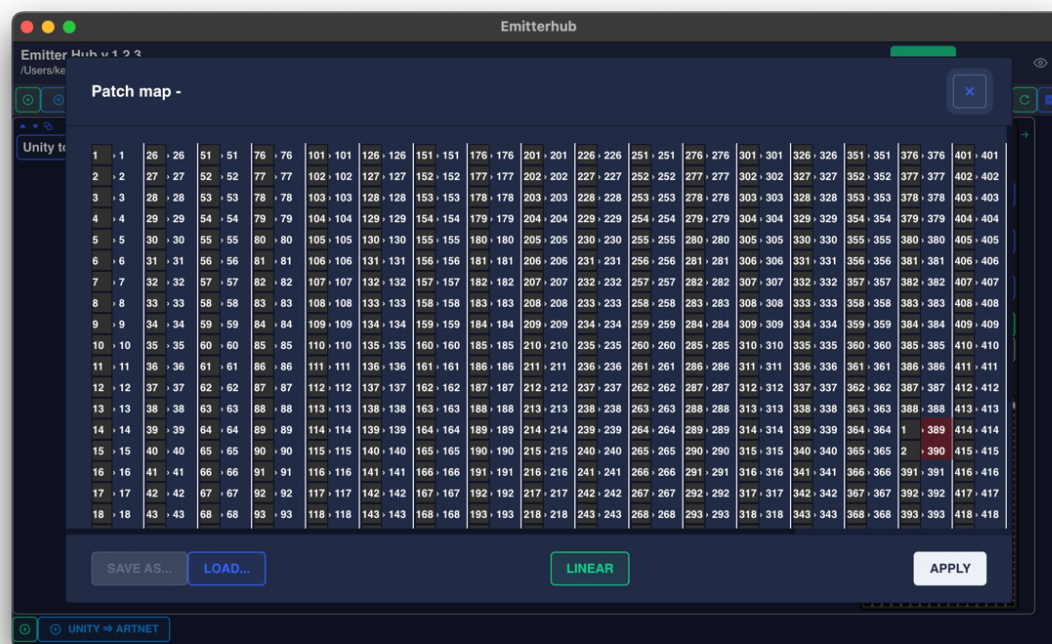 Emitterhub
Emitter Hub v 1.2.3
/Users/ke
Patch map -
×
Unity to
1 › 1 26 › 26 51 › 51 76 › 76 101 › 101 126 › 126 151 › 151 176 › 176 201 › 201 226 › 226 251 › 251 276 › 276 301 › 301 326 › 326 351 › 351 376 › 376 401 › 401
2 › 2 27 › 27 52 › 52 77 › 77 102 › 102 127 › 127 152 › 152 177 › 177 202 › 202 227 › 227 252 › 252 277 › 277 302 › 302 327 › 327 352 › 352 377 › 377 402 › 402
3 › 3 28 › 28 53 › 53 78 › 78 103 › 103 128 › 128 153 › 153 178 › 178 203 › 203 228 › 228 253 › 253 278 › 278 303 › 303 328 › 328 353 › 353 378 › 378 403 › 403
4 › 4 29 › 29 54 › 54 79 › 79 104 › 104 129 › 129 154 › 154 179 › 179 204 › 204 229 › 229 254 › 254 279 › 279 304 › 304 329 › 329 354 › 354 379 › 379 404 › 404
5 › 5 30 › 30 55 › 55 80 › 80 105 › 105 130 › 130 155 › 155 180 › 180 205 › 205 230 › 230 255 › 255 280 › 280 305 › 305 330 › 330 355 › 355 380 › 380 405 › 405
6 › 6 31 › 31 56 › 56 81 › 81 106 › 106 131 › 131 156 › 156 181 › 181 206 › 206 231 › 231 256 › 256 281 › 281 306 › 306 331 › 331 356 › 356 381 › 381 406 › 406
7 › 7 32 › 32 57 › 57 82 › 82 107 › 107 132 › 132 157 › 157 182 › 182 207 › 207 232 › 232 257 › 257 282 › 282 307 › 307 332 › 332 357 › 357 382 › 382 407 › 407
8 › 8 33 › 33 58 › 58 83 › 83 108 › 108 133 › 133 158 › 158 183 › 183 208 › 208 233 › 233 258 › 258 283 › 283 308 › 308 333 › 333 358 › 358 383 › 383 408 › 408
9 › 9 34 › 34 59 › 59 84 › 84 109 › 109 134 › 134 159 › 159 184 › 184 209 › 209 234 › 234 259 › 259 284 › 284 309 › 309 334 › 334 359 › 359 384 › 384 409 › 409
10 › 10 35 › 35 60 › 60 85 › 85 110 › 110 135 › 135 160 › 160 185 › 185 210 › 210 235 › 235 260 › 260 285 › 285 310 › 310 335 › 335 360 › 360 385 › 385 410 › 410
11 › 11 36 › 36 61 › 61 86 › 86 111 › 111 136 › 136 161 › 161 186 › 186 211 › 211 236 › 236 261 › 261 286 › 286 311 › 311 336 › 336 361 › 361 386 › 386 411 › 411
12 › 12 37 › 37 62 › 62 87 › 87 112 › 112 137 › 137 162 › 162 187 › 187 212 › 212 237 › 237 262 › 262 287 › 287 312 › 312 337 › 337 362 › 362 387 › 387 412 › 412
13 › 13 38 › 38 63 › 63 88 › 88 113 › 113 138 › 138 163 › 163 188 › 188 213 › 213 238 › 238 263 › 263 288 › 288 313 › 313 338 › 338 363 › 363 388 › 388 413 › 413
14 › 14 39 › 39 64 › 64 89 › 89 114 › 114 139 › 139 164 › 164 189 › 189 214 › 214 239 › 239 264 › 264 289 › 289 314 › 314 339 › 339 364 › 364 1 › 389 414 › 414
15 › 15 40 › 40 65 › 65 90 › 90 115 › 115 140 › 140 165 › 165 190 › 190 215 › 215 240 › 240 265 › 265 290 › 290 315 › 315 340 › 340 365 › 365 2 › 390 415 › 415
16 › 16 41 › 41 66 › 66 91 › 91 116 › 116 141 › 141 166 › 166 191 › 191 216 › 216 241 › 241 266 › 266 291 › 291 316 › 316 341 › 341 366 › 366 391 › 391 416 › 416
17 › 17 42 › 42 67 › 67 92 › 92 117 › 117 142 › 142 167 › 167 192 › 192 217 › 217 242 › 242 267 › 267 292 › 292 317 › 317 342 › 342 367 › 367 392 › 392 417 › 417
18 › 18 43 › 43 68 › 68 93 › 93 118 › 118 143 › 143 168 › 168 193 › 193 218 › 218 243 › 243 268 › 268 293 › 293 318 › 318 343 › 343 368 › 368 393 › 393 418 › 418
SAVE AS... LOAD... LINEAR APPLY
UNITY ⇒ ARTNET